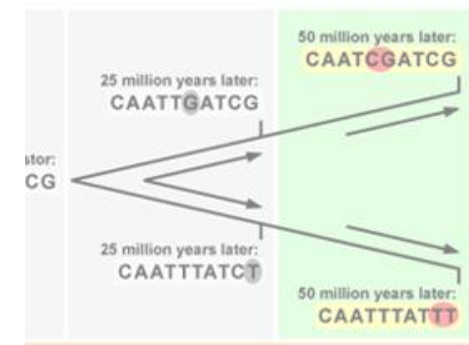 50 million years later:
CAATCGATCG
25 million years later:
CAATTGATCG
stor:
CG
25 million years later:
CAATTTATCT
50 million years later:
CAATTTATTT